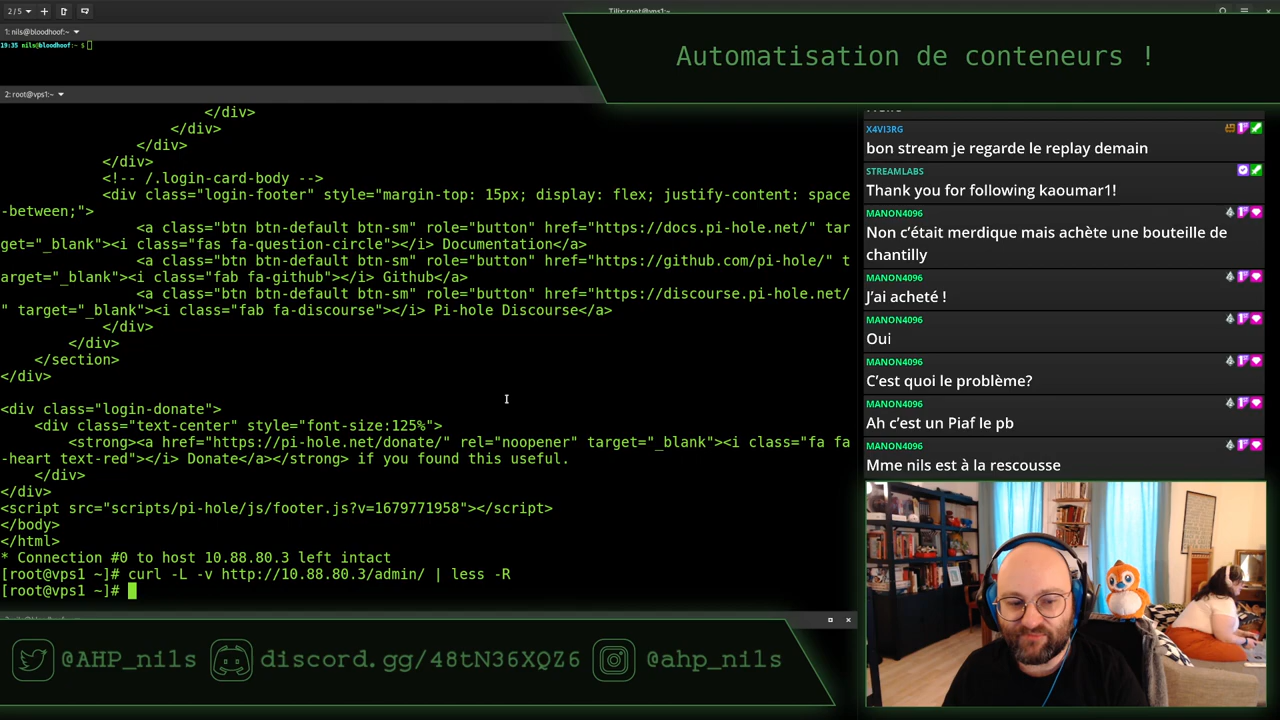 2 / 5
Tilix: root@vps1:~
1: nils@bloodhoof:~
19:35 nils@bloodhoof:~ $
Automatisation de conteneurs !
2: root@vps1:~
</div>
</div>
</div>
</div>
<!-- /.login-card-body -->
<div class="login-footer" style="margin-top: 15px; display: flex; justify-content: space
-between;">
<a class="btn btn-default btn-sm" role="button" href="https://docs.pi-hole.net/" tar
get="_blank"><i class="fas fa-question-circle"></i> Documentation</a>
<a class="btn btn-default btn-sm" role="button" href="https://github.com/pi-hole/" t
arget="_blank"><i class="fab fa-github"></i> Github</a>
<a class="btn btn-default btn-sm" role="button" href="https://discourse.pi-hole.net/
" target="_blank"><i class="fab fa-discourse"></i> Pi-hole Discourse</a>
</div>
</div>
</section>
</div>
<div class="login-donate">
<div class="text-center" style="font-size:125%">
<strong><a href="https://pi-hole.net/donate/" rel="noopener" target="_blank"><i class="fa fa
-heart text-red"></i> Donate</a></strong> if you found this useful.
</div>
</div>
<script src="scripts/pi-hole/js/footer.js?v=1679771958"></script>
</body>
</html>
* Connection #0 to host 10.88.80.3 left intact
[root@vps1 ~]# curl -L -v http://10.88.80.3/admin/ | less -R
[root@vps1 ~]#
X4VI3RG
bon stream je regarde le replay demain
STREAMLABS
Thank you for following kaoumar1!
MANON4096
Non c’était merdique mais achète une bouteille de
chantilly
MANON4096
J’ai acheté !
MANON4096
Oui
MANON4096
C’est quoi le problème?
MANON4096
Ah c’est un Piaf le pb
MANON4096
Mme nils est à la rescousse
@AHP_nils
discord.gg/48tN36XQZ6
@ahp_nils